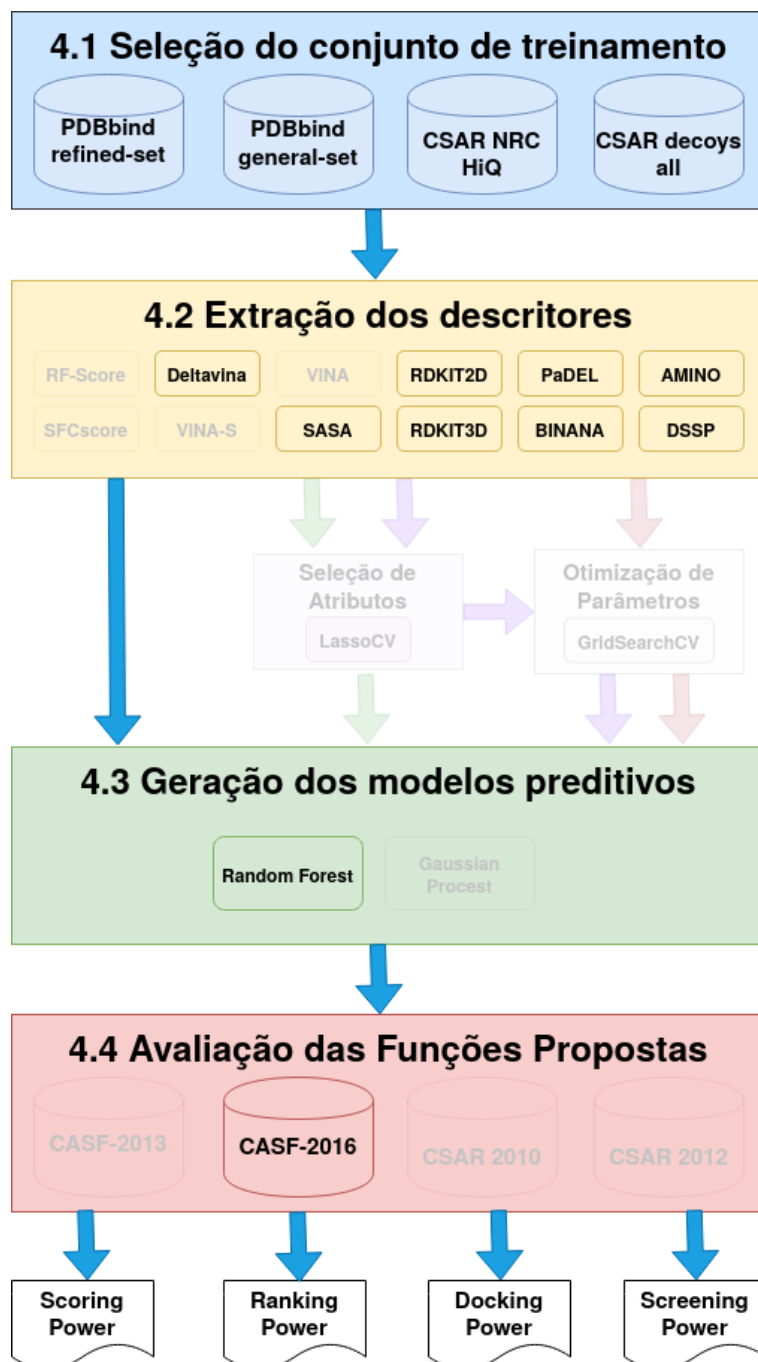 4.1 Seleção do conjunto de treinamento
PDBbind
refined-set
PDBbind
general-set
CSAR NRC
HiQ
CSAR decoys
all
4.2 Extração dos descritores
RF-Score
Deltavina
VINA
RDKIT2D
PaDEL
AMINO
SFCscore
VINA-S
SASA
RDKIT3D
BINANA
DSSP
Seleção de
Atributos
LassoCV
Otimização de
Parâmetros
GridSearchCV
4.3 Geração dos modelos preditivos
Random Forest
Gaussian
Procest
4.4 Avaliação das Funções Propostas
CASF-2013
CASF-2016
CSAR 2010
CSAR 2012
Scoring
Power
Ranking
Power
Docking
Power
Screening
Power